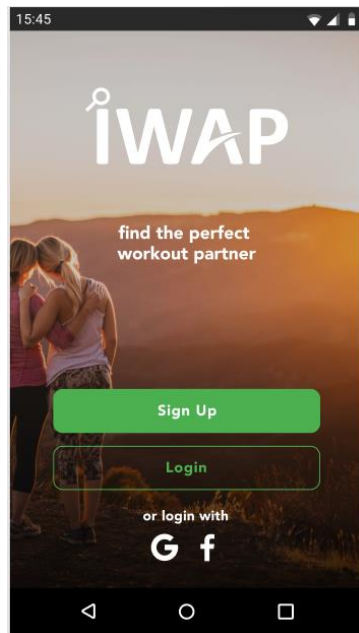 15:45
iWAP
find the perfect
workout partner
Sign Up
Login
or login with
G f